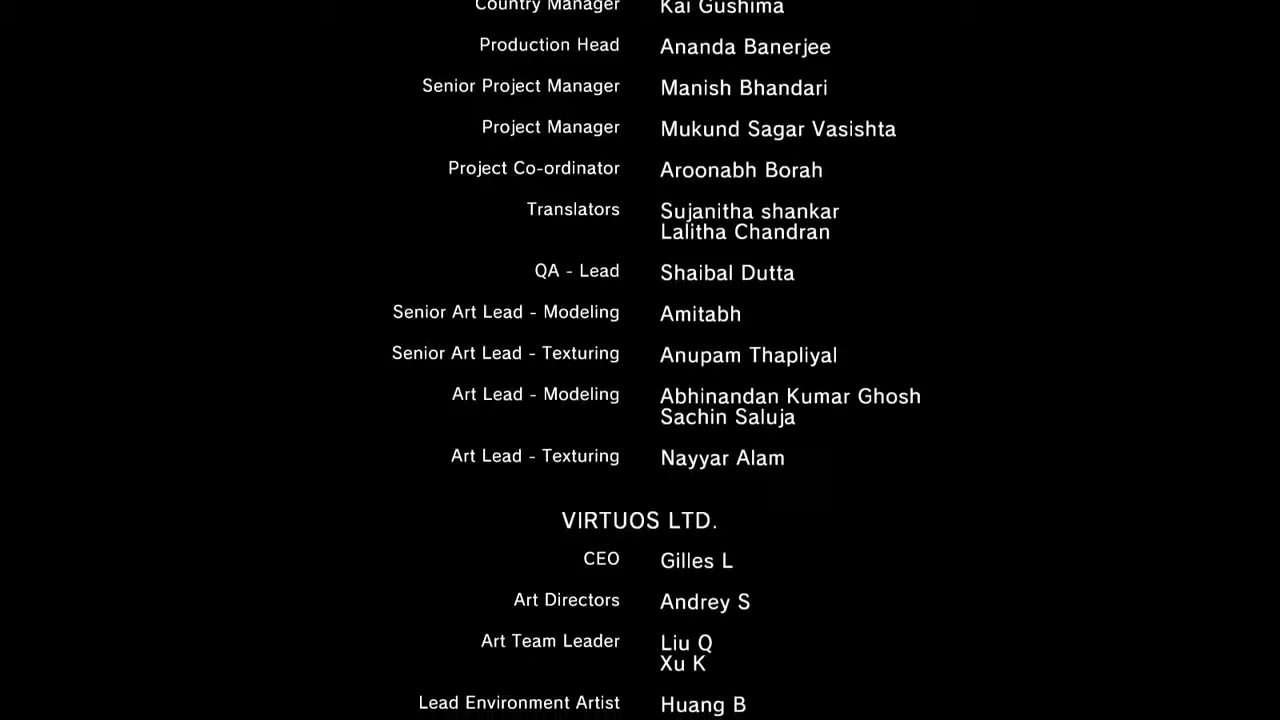 Country Manager Kai Gushima
Production Head Ananda Banerjee
Senior Project Manager Manish Bhandari
Project Manager Mukund Sagar Vasishta
Project Co-ordinator Aroonabh Borah
Translators Sujanitha shankar
Lalitha Chandran
QA - Lead Shaibal Dutta
Senior Art Lead - Modeling Amitabh
Senior Art Lead - Texturing Anupam Thapliyal
Art Lead - Modeling Abhinandan Kumar Ghosh
Sachin Saluja
Art Lead - Texturing Nayyar Alam
VIRTUOS LTD.
CEO Gilles L
Art Directors Andrey S
Art Team Leader Liu Q
Xu K
Lead Environment Artist Huang B